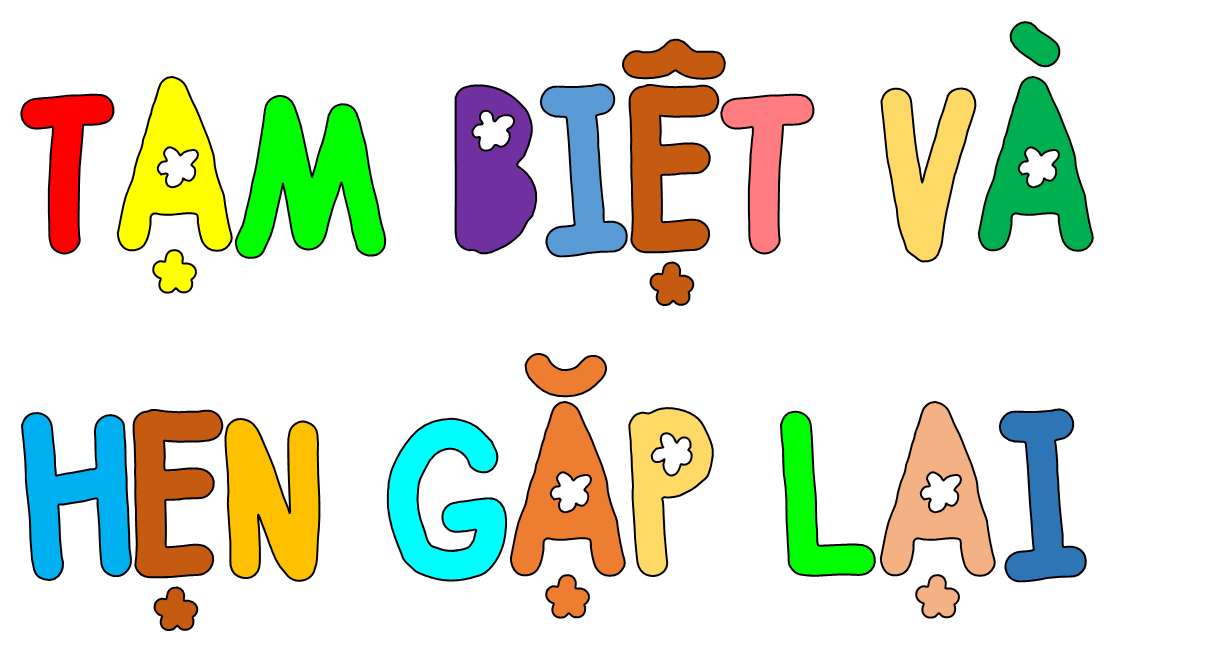 TẠM BIỆT VÀ
HẸN GẶP LẠI